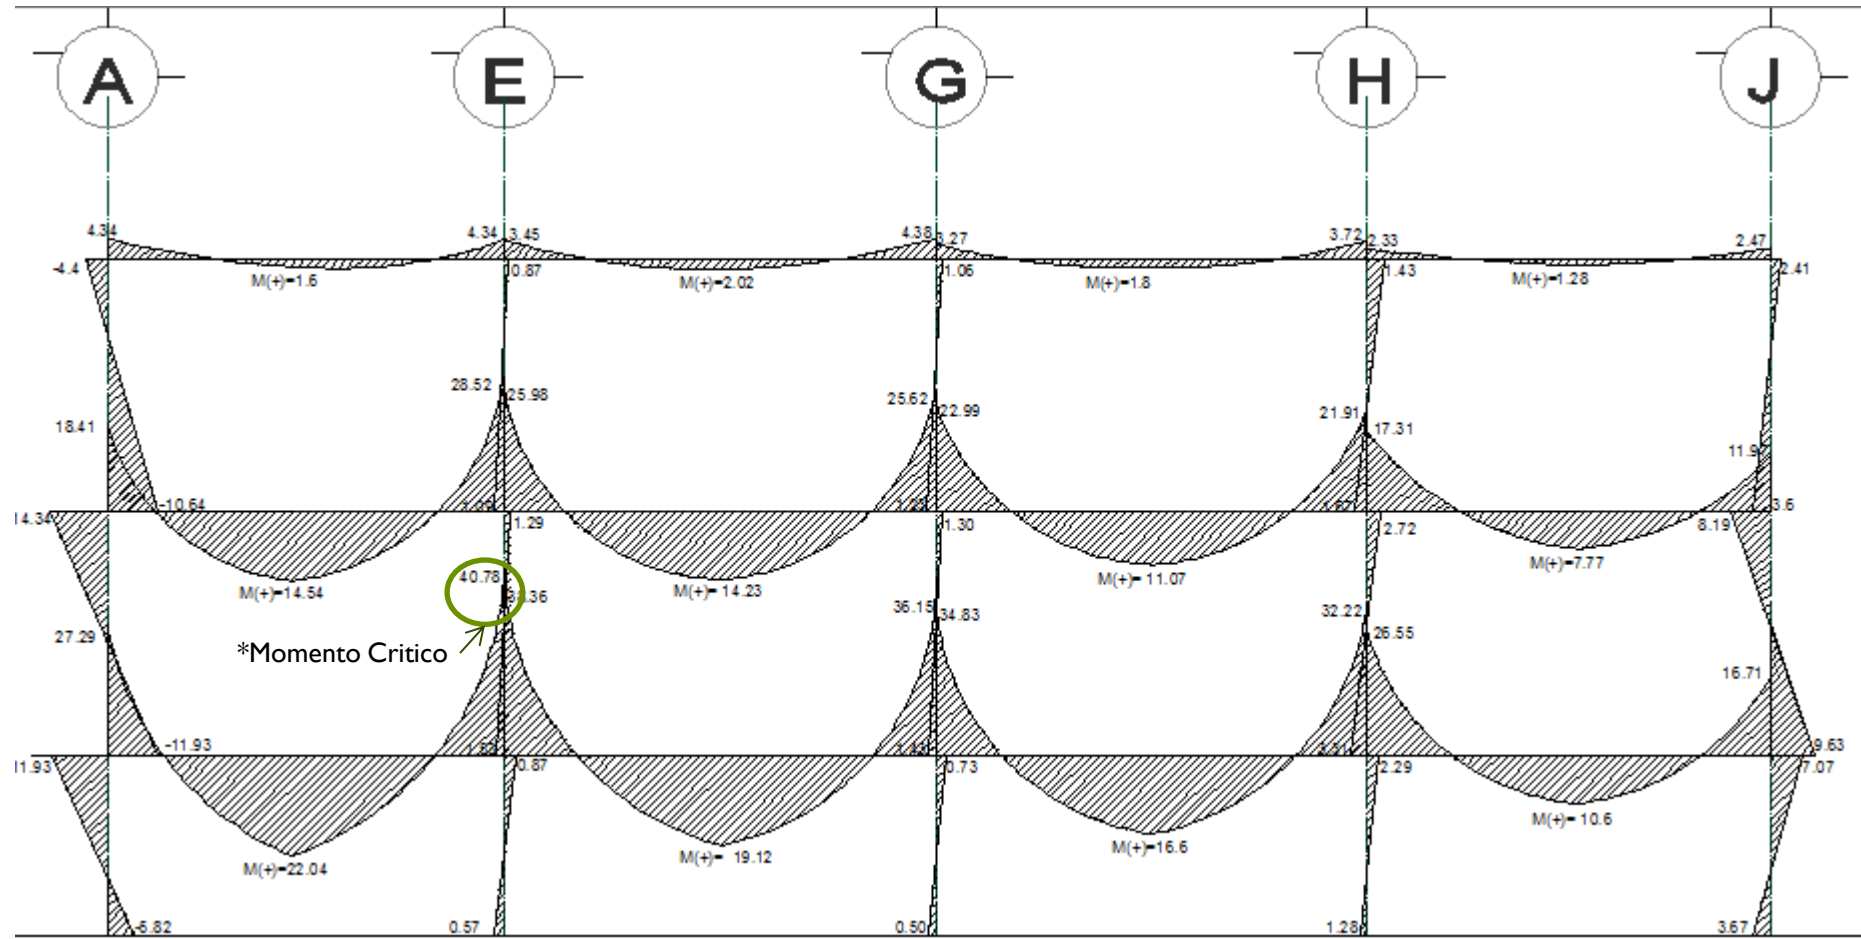 A E G H J
4.34 4.34 3.45 4.38 3.27 3.72 2.33 2.47
-4.4 0.87 1.06 1.43 2.41
M(+)=1.6 M(+)=2.02 M(+)=1.8 M(+)=1.28
28.52 25.98 25.62 22.99 21.91 17.31
18.41 11.9
-10.64 3.6
14.34 1.29 1.30 2.72 8.19
M(+)=14.54 M(+)= 14.23 M(+)= 11.07 M(+)=7.77
40.78 36.15 34.83 32.22 26.55
27.29 16.71
*Momento Critico
-11.93 9.63
11.93 0.87 0.73 2.29 7.07
M(+)=22.04 M(+)= 19.12 M(+)=16.6 M(+)= 10.6
-6.82 0.57 0.50 1.28 3.67